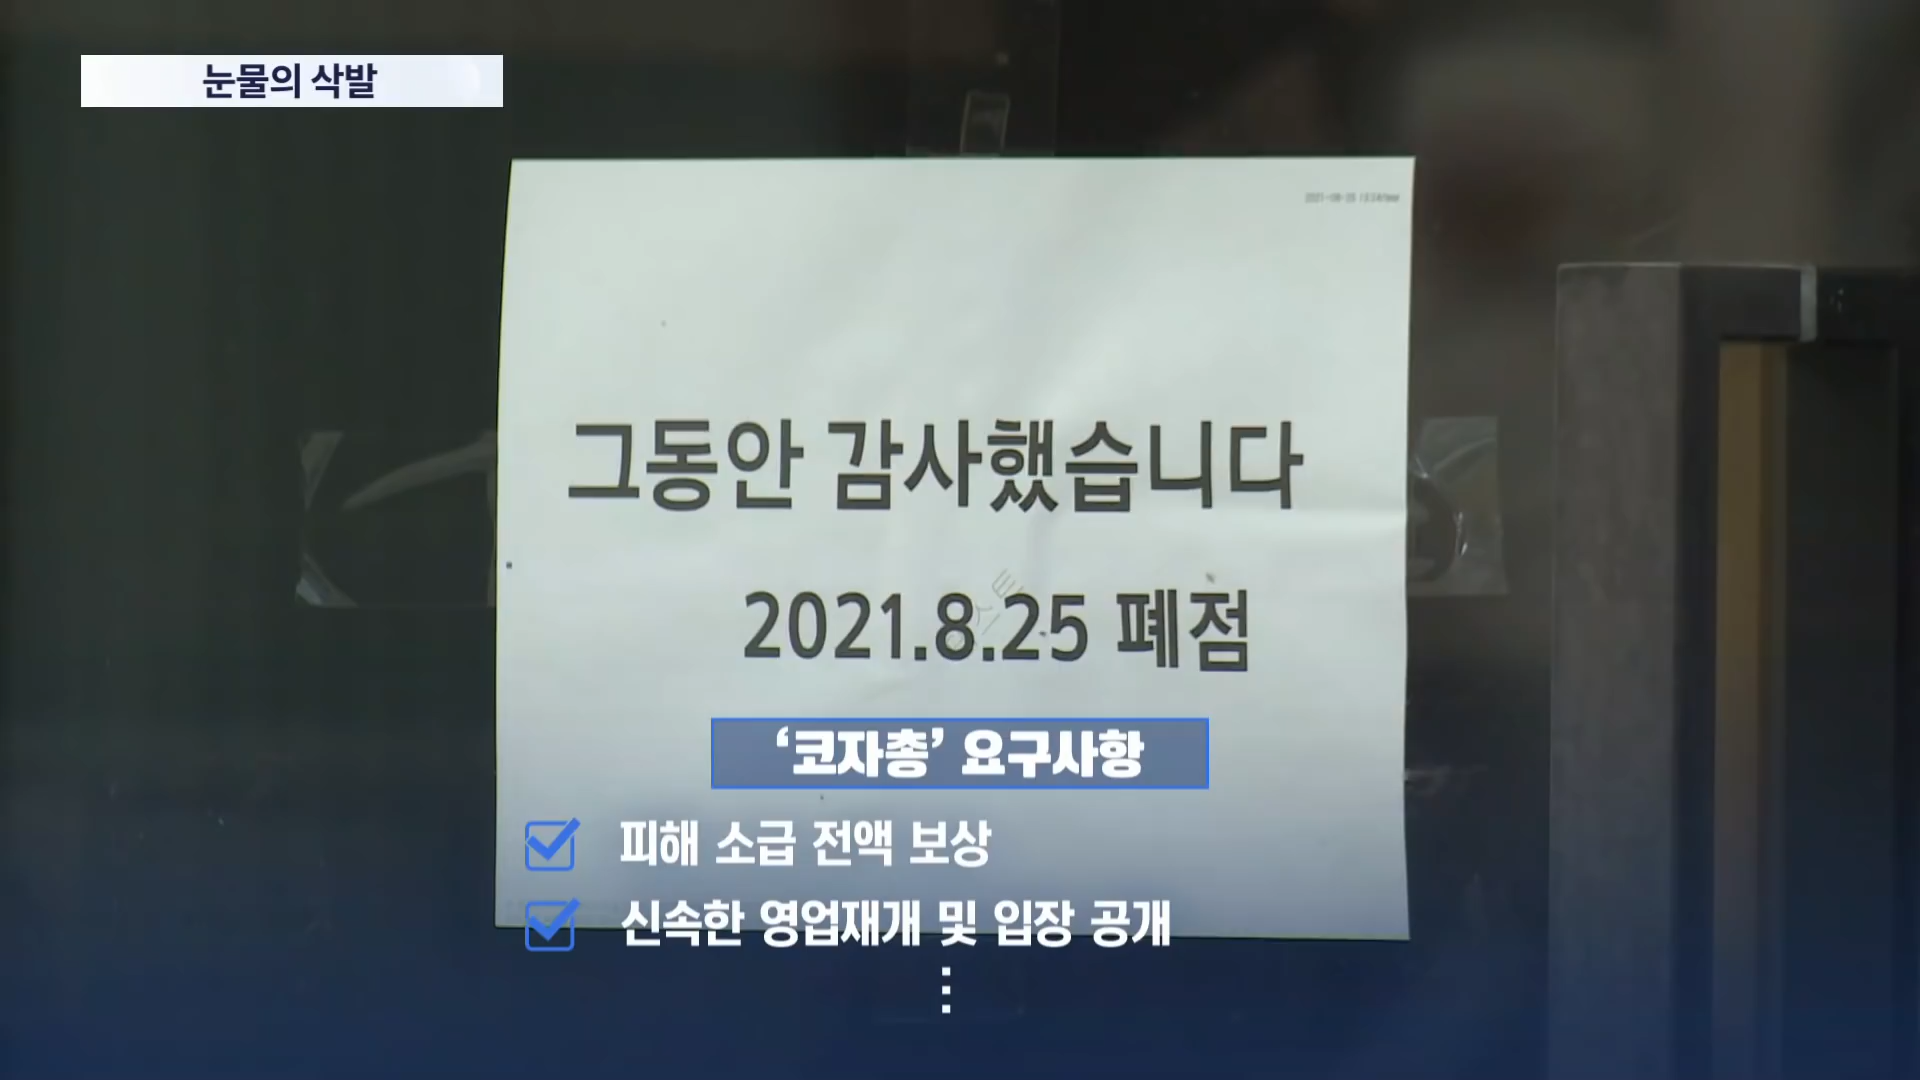 눈물의 삭발
그동안 감사했습니다
2021.8.25 폐점
‘코자총’ 요구사항
피해 소급 전액 보상
신속한 영업재개 및 입장 공개